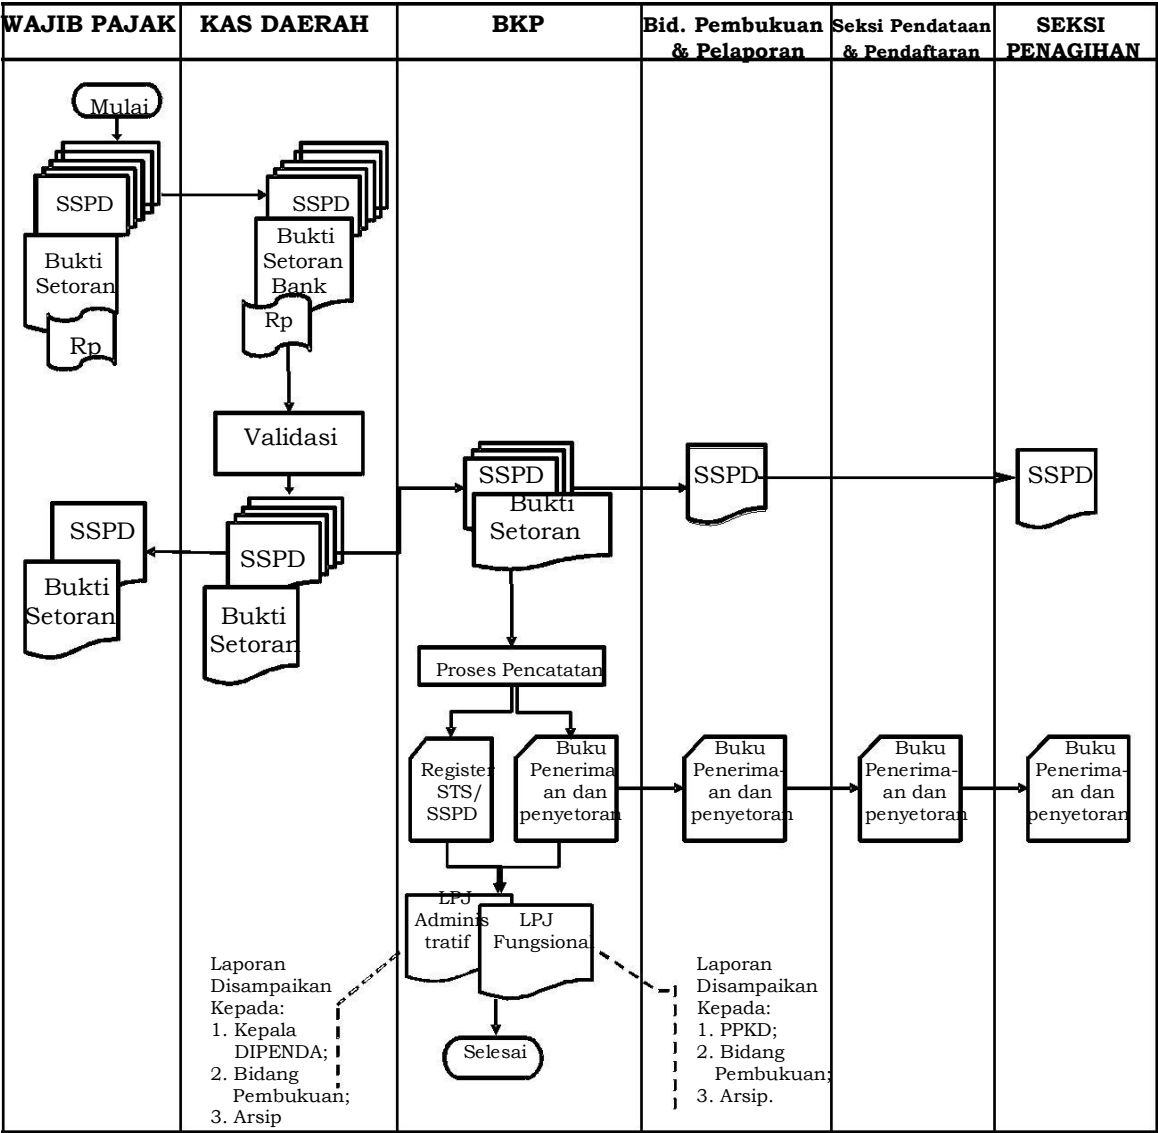 WAJIB PAJAK
KAS DAERAH
BKP
Bid. Pembukuan
& Pelaporan
Seksi Pendataan
& Pendaftaran
SEKSI
PENAGIHAN
Mulai
SSPD
Bukti
Setoran
Rp
SSPD
Bukti
Setoran
Bank
Rp
Validasi
SSPD
Bukti
Setoran
SSPD
Bukti
Setoran
SSPD
Bukti
Setoran
SSPD
SSPD
Proses Pencatatan
Register
STS/
SSPD
Buku
Penerima
an dan
penyetoran
Buku
Penerima-
an dan
penyetoran
Buku
Penerima-
an dan
penyetoran
Buku
Penerima-
an dan
penyetoran
LPJ
Adminis
tratif
LPJ
Fungsional
Laporan
Disampaikan
Kepada:
1. Kepala
DIPENDA;
2. Bidang
Pembukuan;
3. Arsip
Laporan
Disampaikan
Kepada:
1. PPKD;
2. Bidang
Pembukuan;
3. Arsip.
Selesai